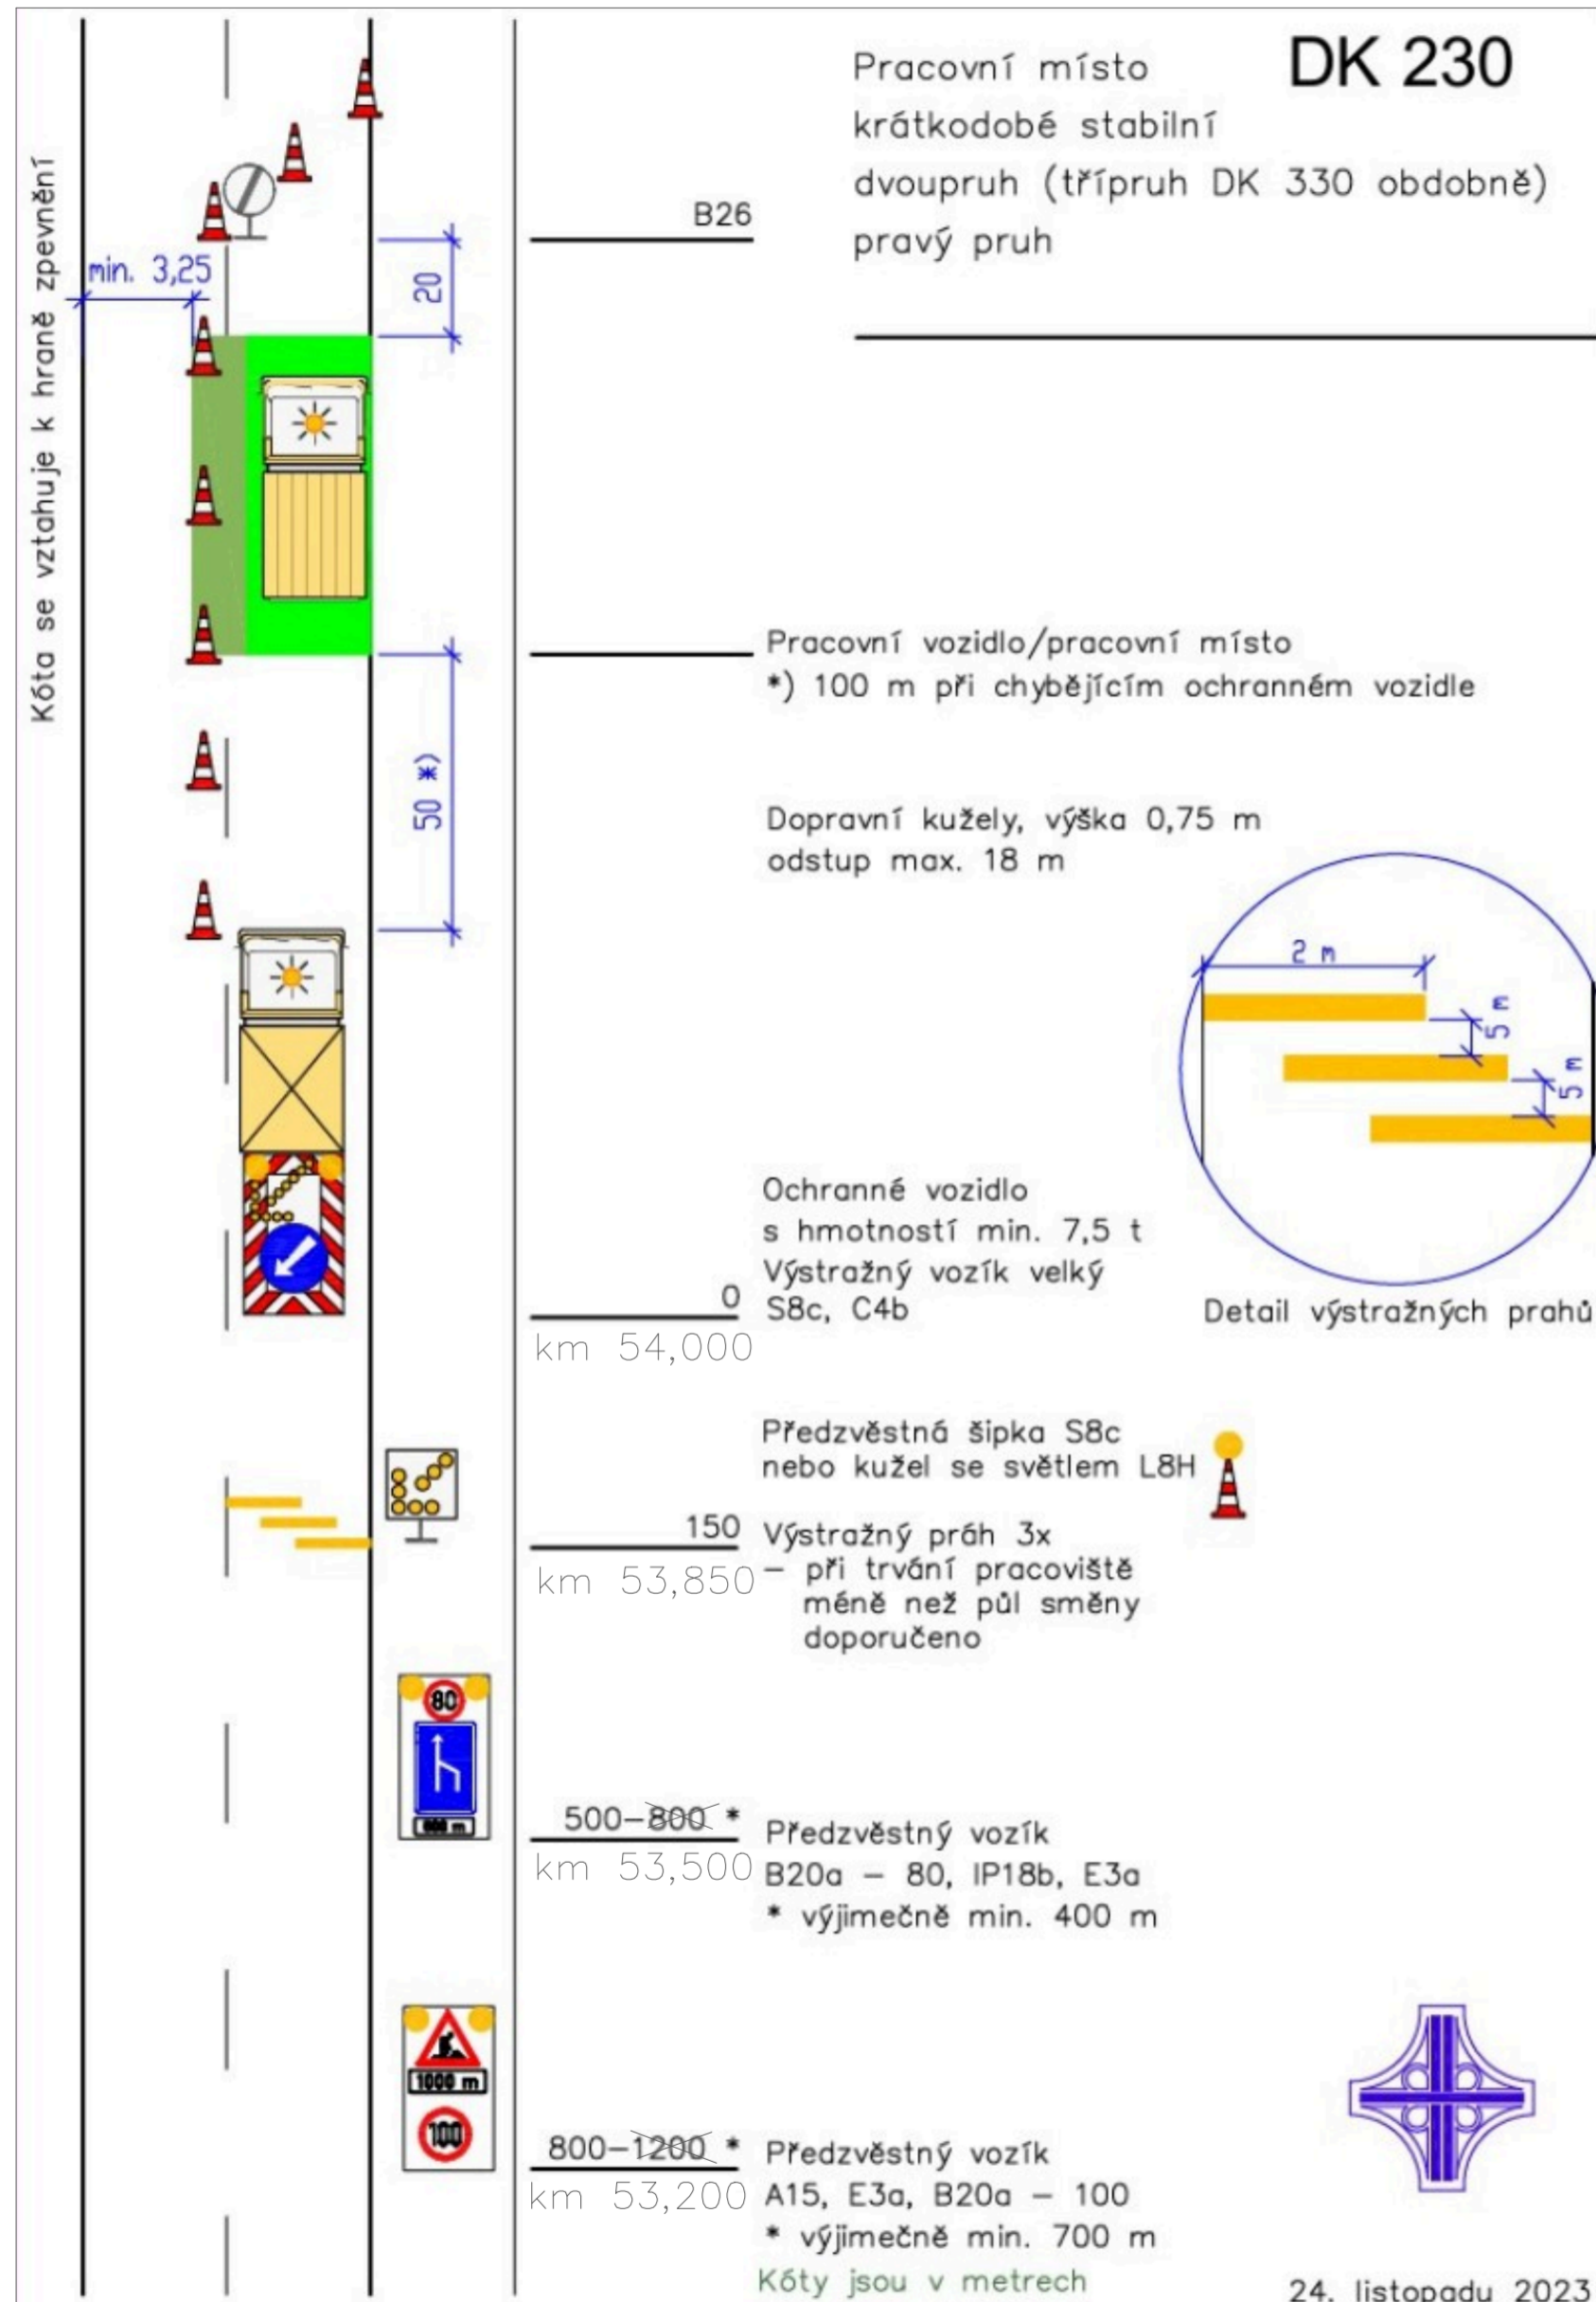 Pracovní místo
krátkodobé stabilní
dvoupruh (třípruh DK 330 obdobně)
pravý pruh
DK 230
Kóta se vztahuje k hraně zpevnění
min. 3,25
B26
20
Pracovní vozidlo/pracovní místo
*) 100 m při chybějícím ochranném vozidle
50 *)
Dopravní kužely, výška 0,75 m
odstup max. 18 m
2 m
5 m
5 m
Detail výstražných prahů
Ochranné vozidlo
s hmotností min. 7,5 t
Výstražný vozík velký
S8c, C4b
0
km 54,000
Předzvěstná šipka S8c
nebo kužel se světlem L8H
150
km 53,850
Výstražný práh 3x
– při trvání pracoviště
méně než půl směny
doporučeno
80
500–800 *
km 53,500
Předzvěstný vozík
B20a – 80, IP18b, E3a
* výjimečně min. 400 m
1000 m
100
800–1200 *
km 53,200
Předzvěstný vozík
A15, E3a, B20a – 100
* výjimečně min. 700 m
Kóty jsou v metrech
24. listopadu 2023